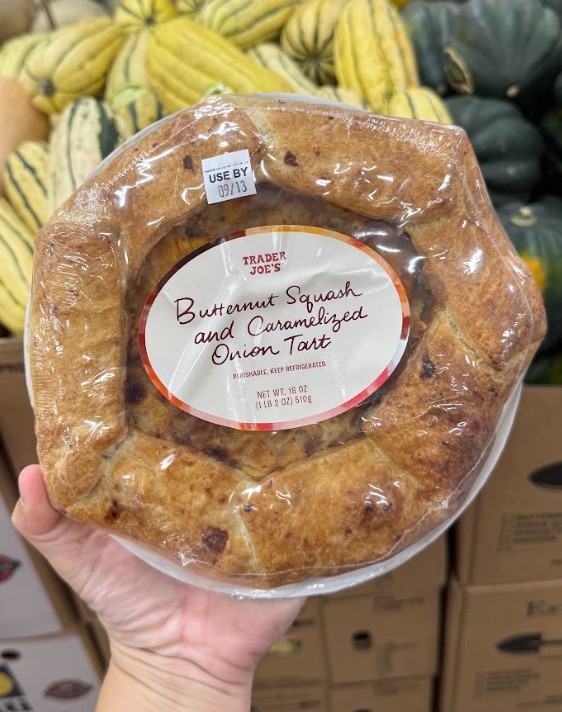 USE BY
09/13
TRADER
JOE'S
Butternut Squash
and Caramelized
Onion Tart
PERISHABLE, KEEP REFRIGERATED
NET WT. 18 OZ
(1 LB 2 OZ) 510g